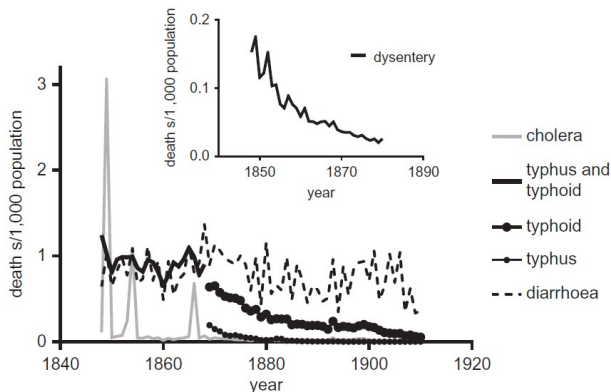 0.2
0.1
0.0
death s/1,000 population
dysentery
1850
1870
1890
year
3
2
1
0
death s/1,000 population
1840
1860
1880
1900
1920
year
cholera
typhus and
typhoid
typhoid
typhus
diarrhoea